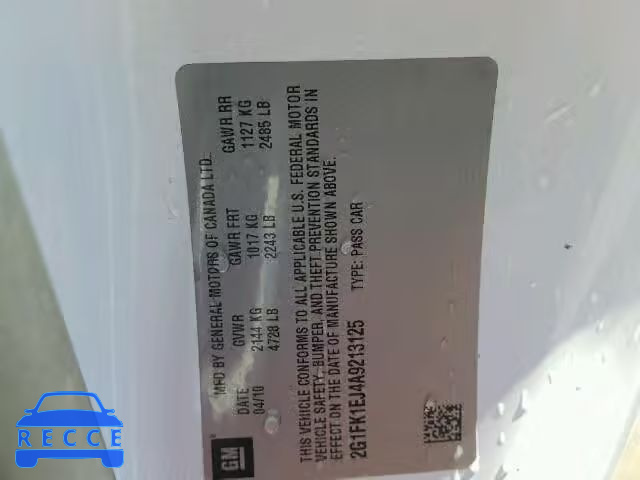 MFD BY GENERAL MOTORS OF CANADA LTD.
DATE GVWR GAWR FRT GAWR RR
04/10 2144 KG 1017 KG 1127 KG
4728 LB 2243 LB 2485 LB
THIS VEHICLE CONFORMS TO ALL APPLICABLE U.S. FEDERAL MOTOR
VEHICLE SAFETY, BUMPER, AND THEFT PREVENTION STANDARDS IN
EFFECT ON THE DATE OF MANUFACTURE SHOWN ABOVE.
2G1FK1EJ4A9213125 TYPE: PASS CAR
GM
RECCE